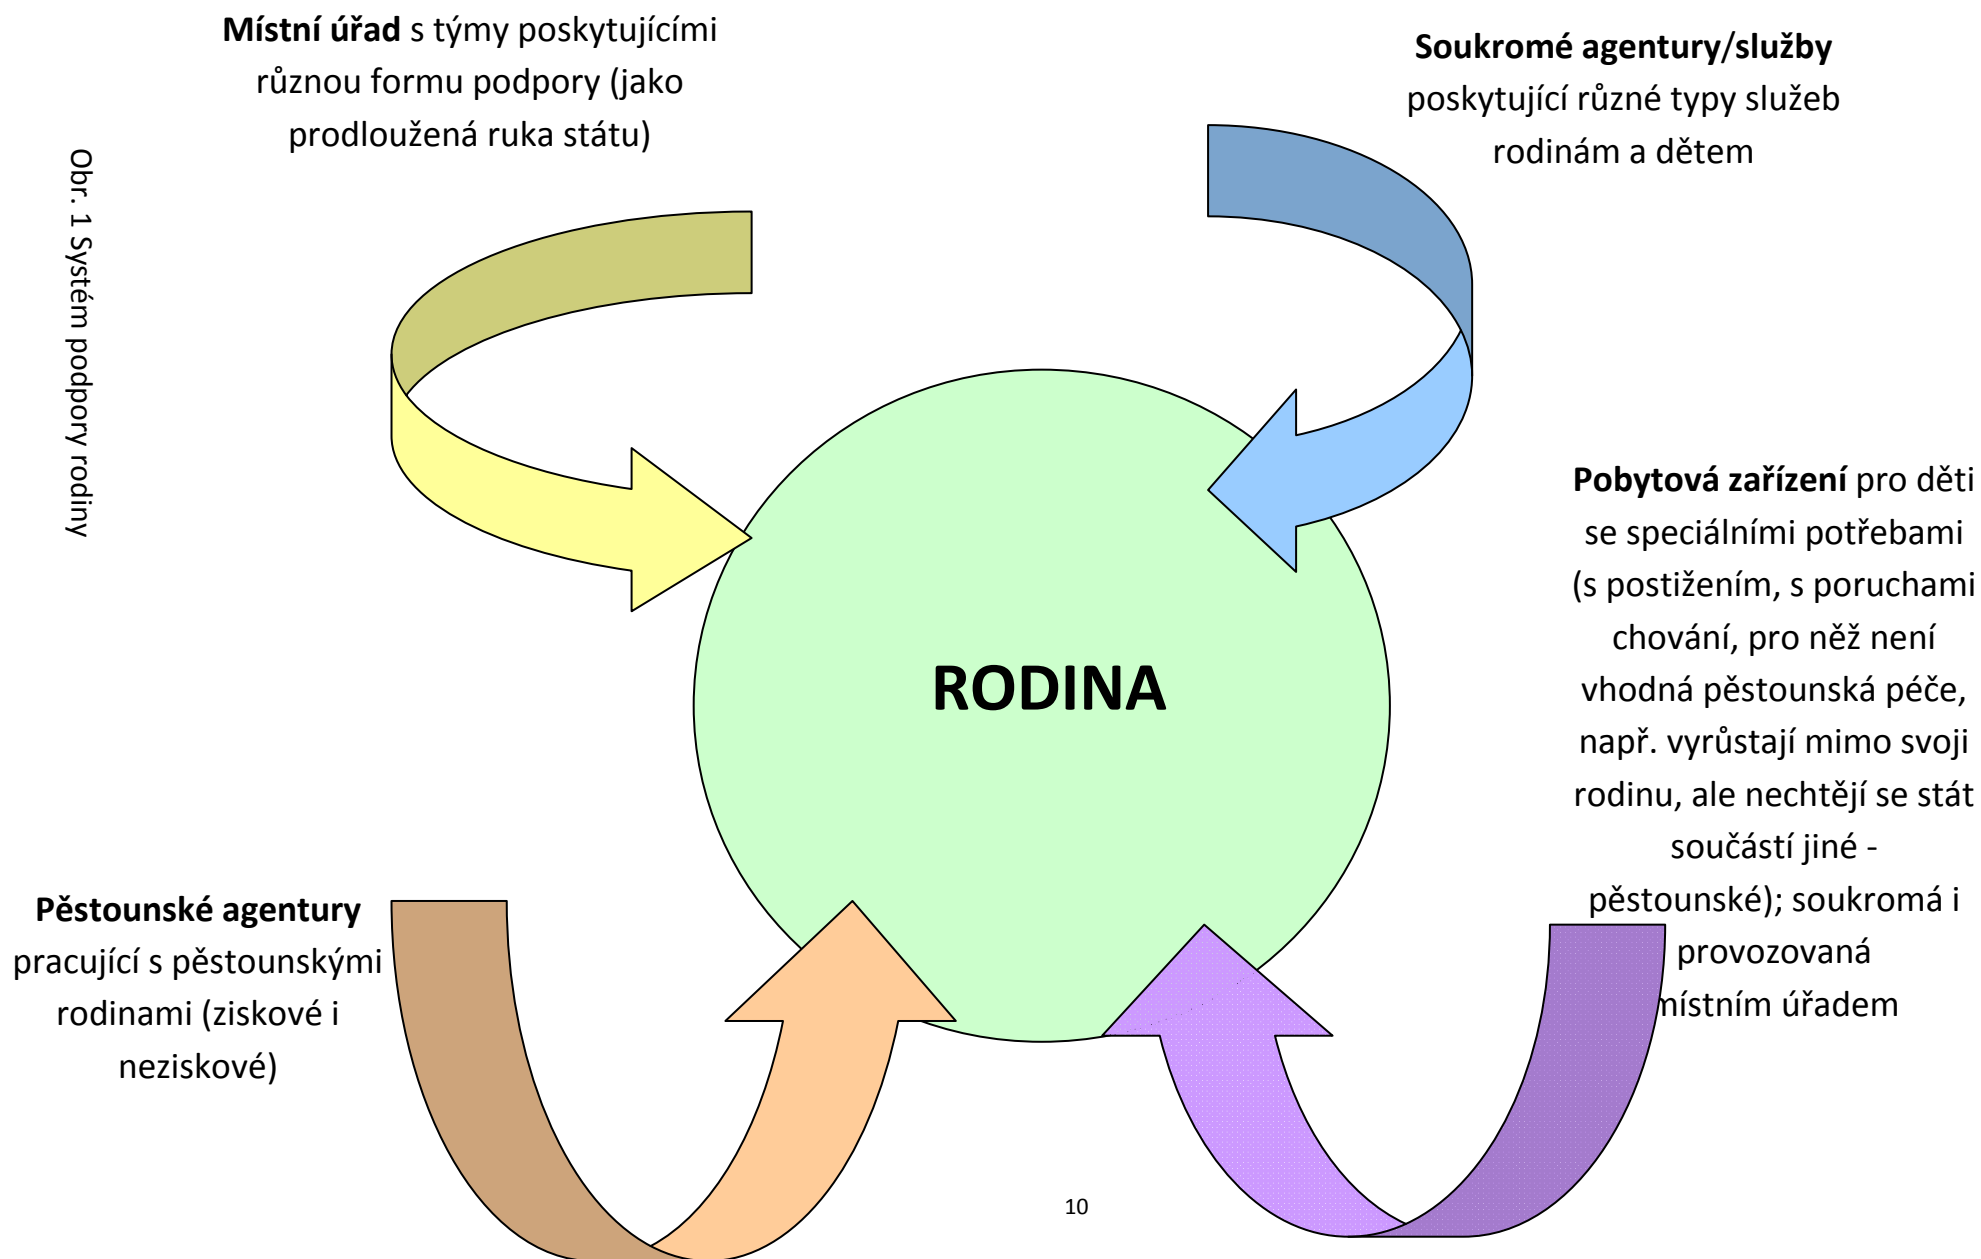 Místní úřad s týmy poskytujícími
různou formu podpory (jako
prodloužená ruka státu)
Soukromé agentury/služby
poskytující různé typy služeb
rodinám a dětem
Obr. 1 Systém podpory rodiny
RODINA
Pobytová zařízení pro děti
se speciálními potřebami
(s postižením, s poruchami
chování, pro něž není
vhodná pěstounská péče,
např. vyrůstají mimo svoji
rodinu, ale nechtějí se stát
součástí jiné -
pěstounské); soukromá i
provozovaná
místním úřadem
Pěstounské agentury
pracující s pěstounskými
rodinami (ziskové i
neziskové)
10